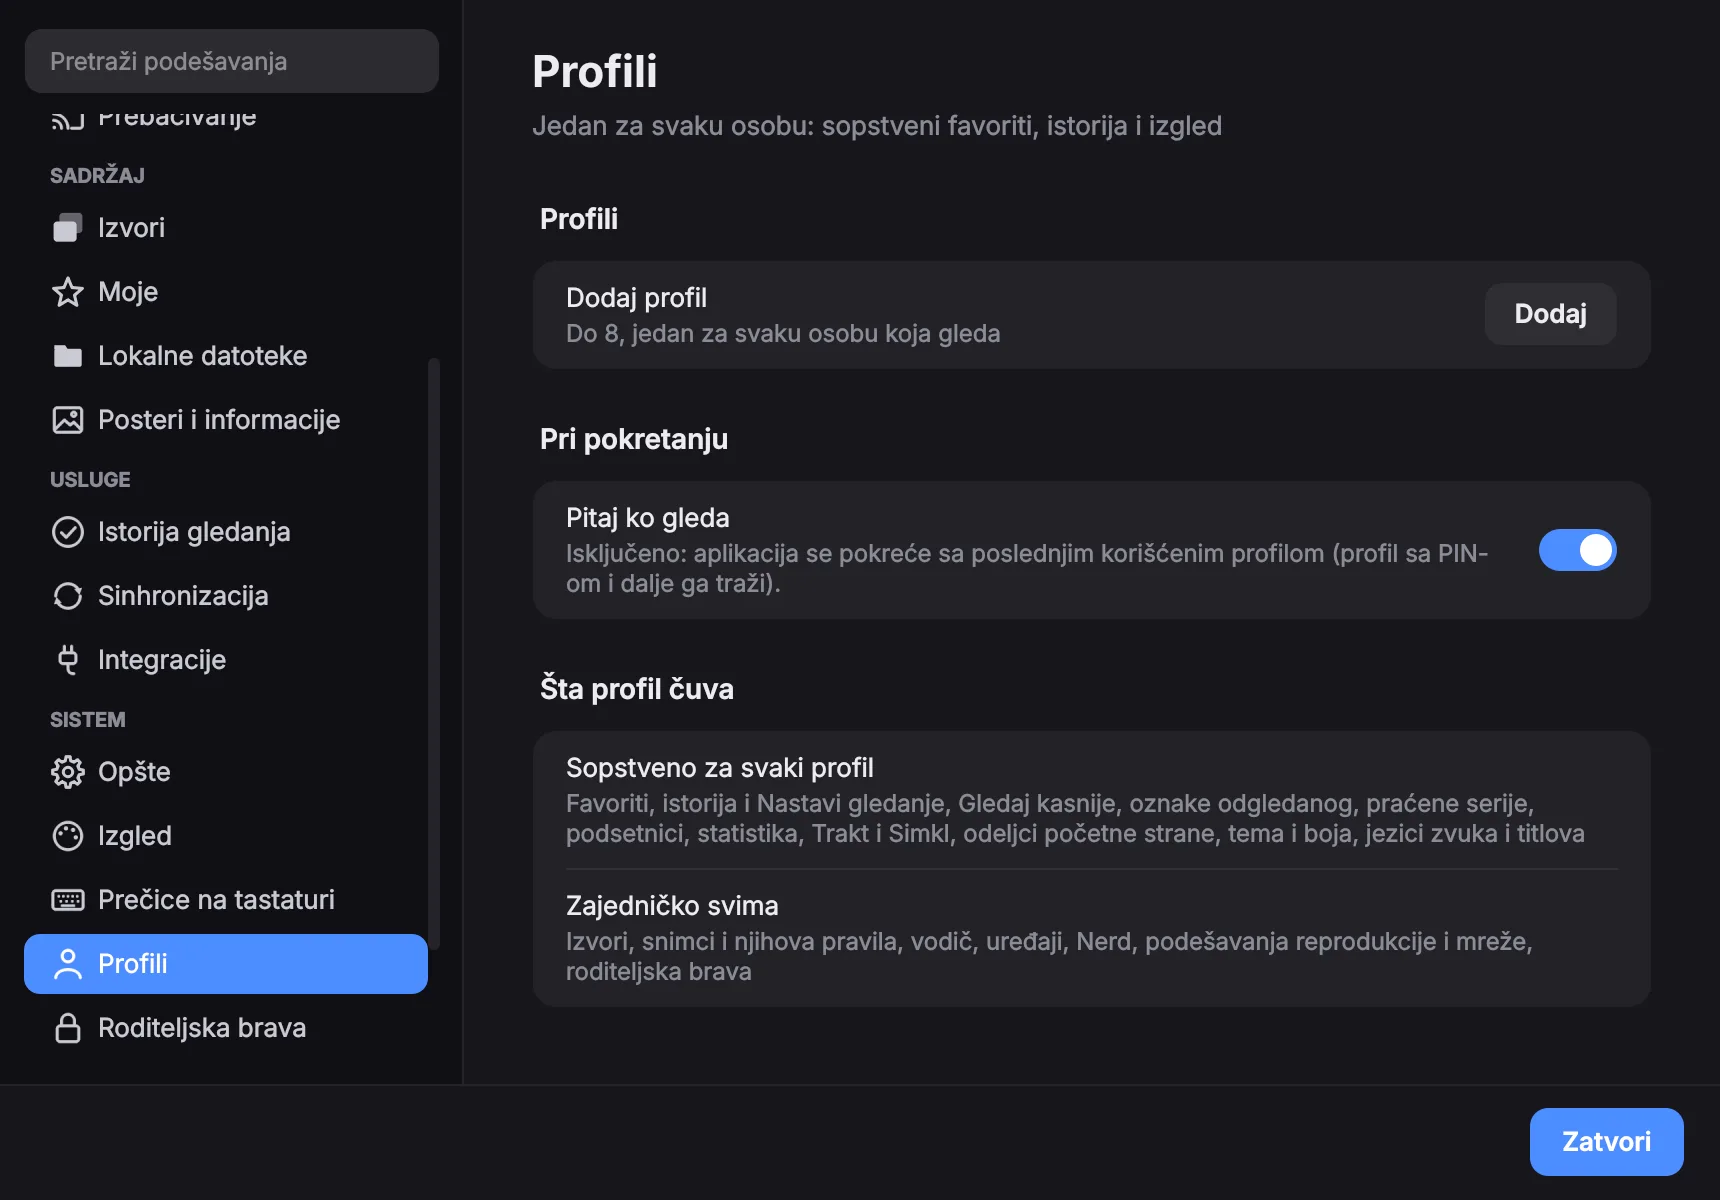 Pretraži podešavanja
Prebacivanje
SADRŽAJ
Izvori
Moje
Lokalne datoteke
Posteri i informacije
USLUGE
Istorija gledanja
Sinhronizacija
Integracije
SISTEM
Opšte
Izgled
Prečice na tastaturi
Profili
Roditeljska brava
Profili
Jedan za svaku osobu: sopstveni favoriti, istorija i izgled
Profili
Dodaj profil
Do 8, jedan za svaku osobu koja gleda
Dodaj
Pri pokretanju
Pitaj ko gleda
Isključeno: aplikacija se pokreće sa poslednjim korišćenim profilom (profil sa PIN-
om i dalje ga traži).
Šta profil čuva
Sopstveno za svaki profil
Favoriti, istorija i Nastavi gledanje, Gledaj kasnije, oznake odgledanog, praćene serije,
podsetnici, statistika, Trakt i Simkl, odeljci početne strane, tema i boja, jezici zvuka i titlova
Zajedničko svima
Izvori, snimci i njihova pravila, vodič, uređaji, Nerd, podešavanja reprodukcije i mreže,
roditeljska brava
Zatvori